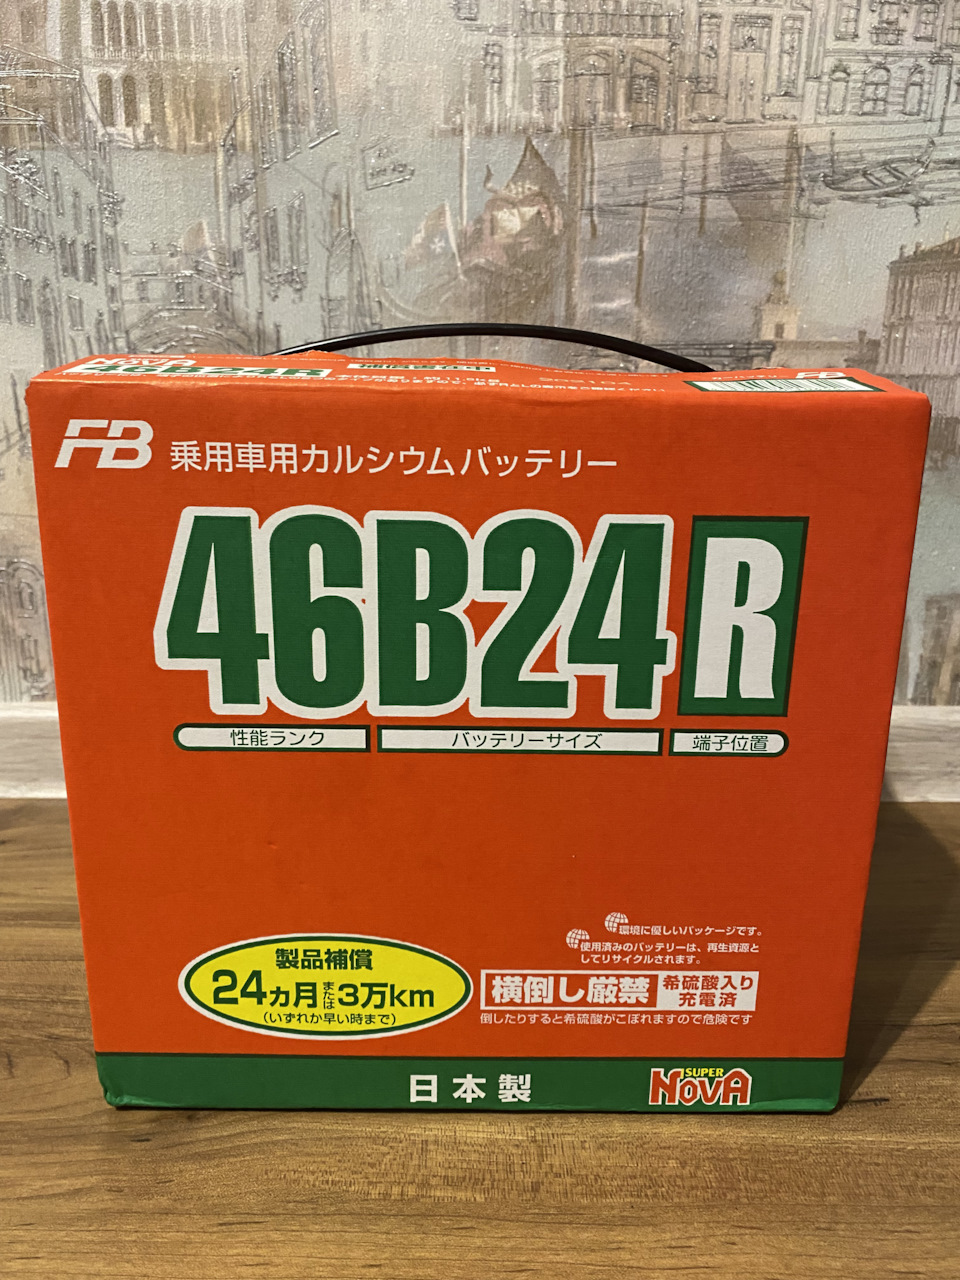 46B24R
FB 乗用車用カルシウムバッテリー
46B24R
性能ランク バッテリーサイズ 端子位置
環境に優しいパッケージです。
使用済みのバッテリーは、再生資源と
してリサイクルされます。
製品補償
24ヵ月または3万km
(いずれか早い時まで)
横倒し厳禁 希硫酸入り
充電済
倒したりすると希硫酸がこぼれますので危険です
日本製
SUPER
NOVA